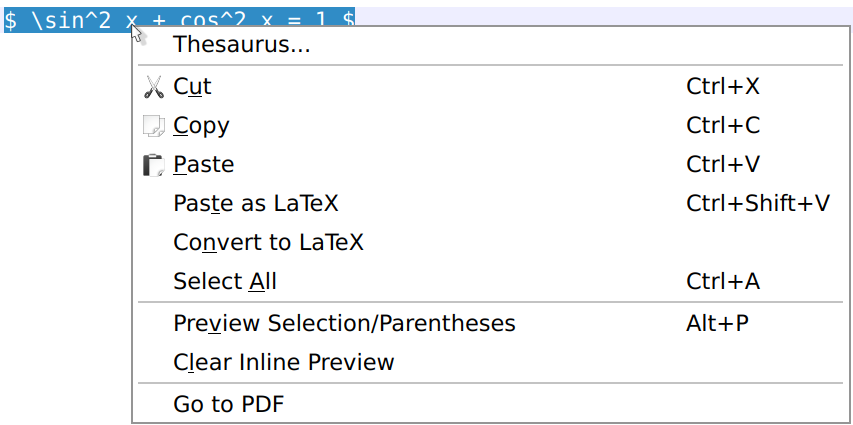 $ \sin^2 x + cos^2 x = 1 $
Thesaurus...
Cut Ctrl+X
Copy Ctrl+C
Paste Ctrl+V
Paste as LaTeX Ctrl+Shift+V
Convert to LaTeX
Select All Ctrl+A
Preview Selection/Parentheses Alt+P
Clear Inline Preview
Go to PDF